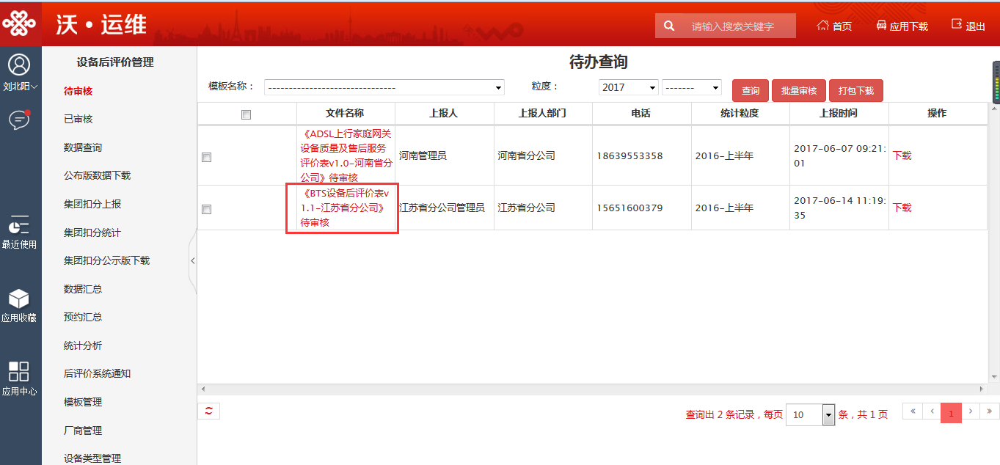 沃·运维
请输入搜索关键字
首页
应用下载
退出
刘北阳
最近使用
应用收藏
应用中心
设备后评价管理
待审核
已审核
数据查询
公布版数据下载
集团扣分上报
集团扣分统计
集团扣分公示版下载
数据汇总
预约汇总
统计分析
后评价系统通知
模板管理
厂商管理
设备类型管理
待办查询
模板名称：
------------------------------
粒度：
2017
-------
查询
批量审核
打包下载
文件名称
上报人
上报人部门
电话
统计粒度
上报时间
操作
《ADSL上行家庭网关
设备质量及售后服务
评价表v1.0-河南省分
公司》待审核
河南管理员
河南省分公司
18639553358
2016-上半年
2017-06-07 09:21:
01
下载
《BTS设备后评价表v
1.1-江苏省分公司》
待审核
江苏省分公司管理员
江苏省分公司
15651600379
2016-上半年
2017-06-14 11:19:
35
下载
查询出 2 条记录，每页
10
条，共 1 页
«
‹
1
›
»